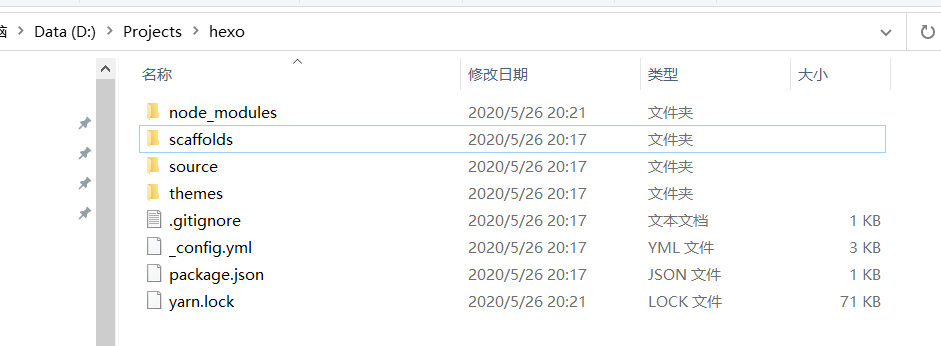 脑 > Data (D:) > Projects > hexo
名称 修改日期 类型 大小
node_modules 2020/5/26 20:21 文件夹
scaffolds 2020/5/26 20:17 文件夹
source 2020/5/26 20:17 文件夹
themes 2020/5/26 20:17 文件夹
.gitignore 2020/5/26 20:17 文本文档 1 KB
_config.yml 2020/5/26 20:17 YML 文件 3 KB
package.json 2020/5/26 20:17 JSON 文件 1 KB
yarn.lock 2020/5/26 20:21 LOCK 文件 71 KB